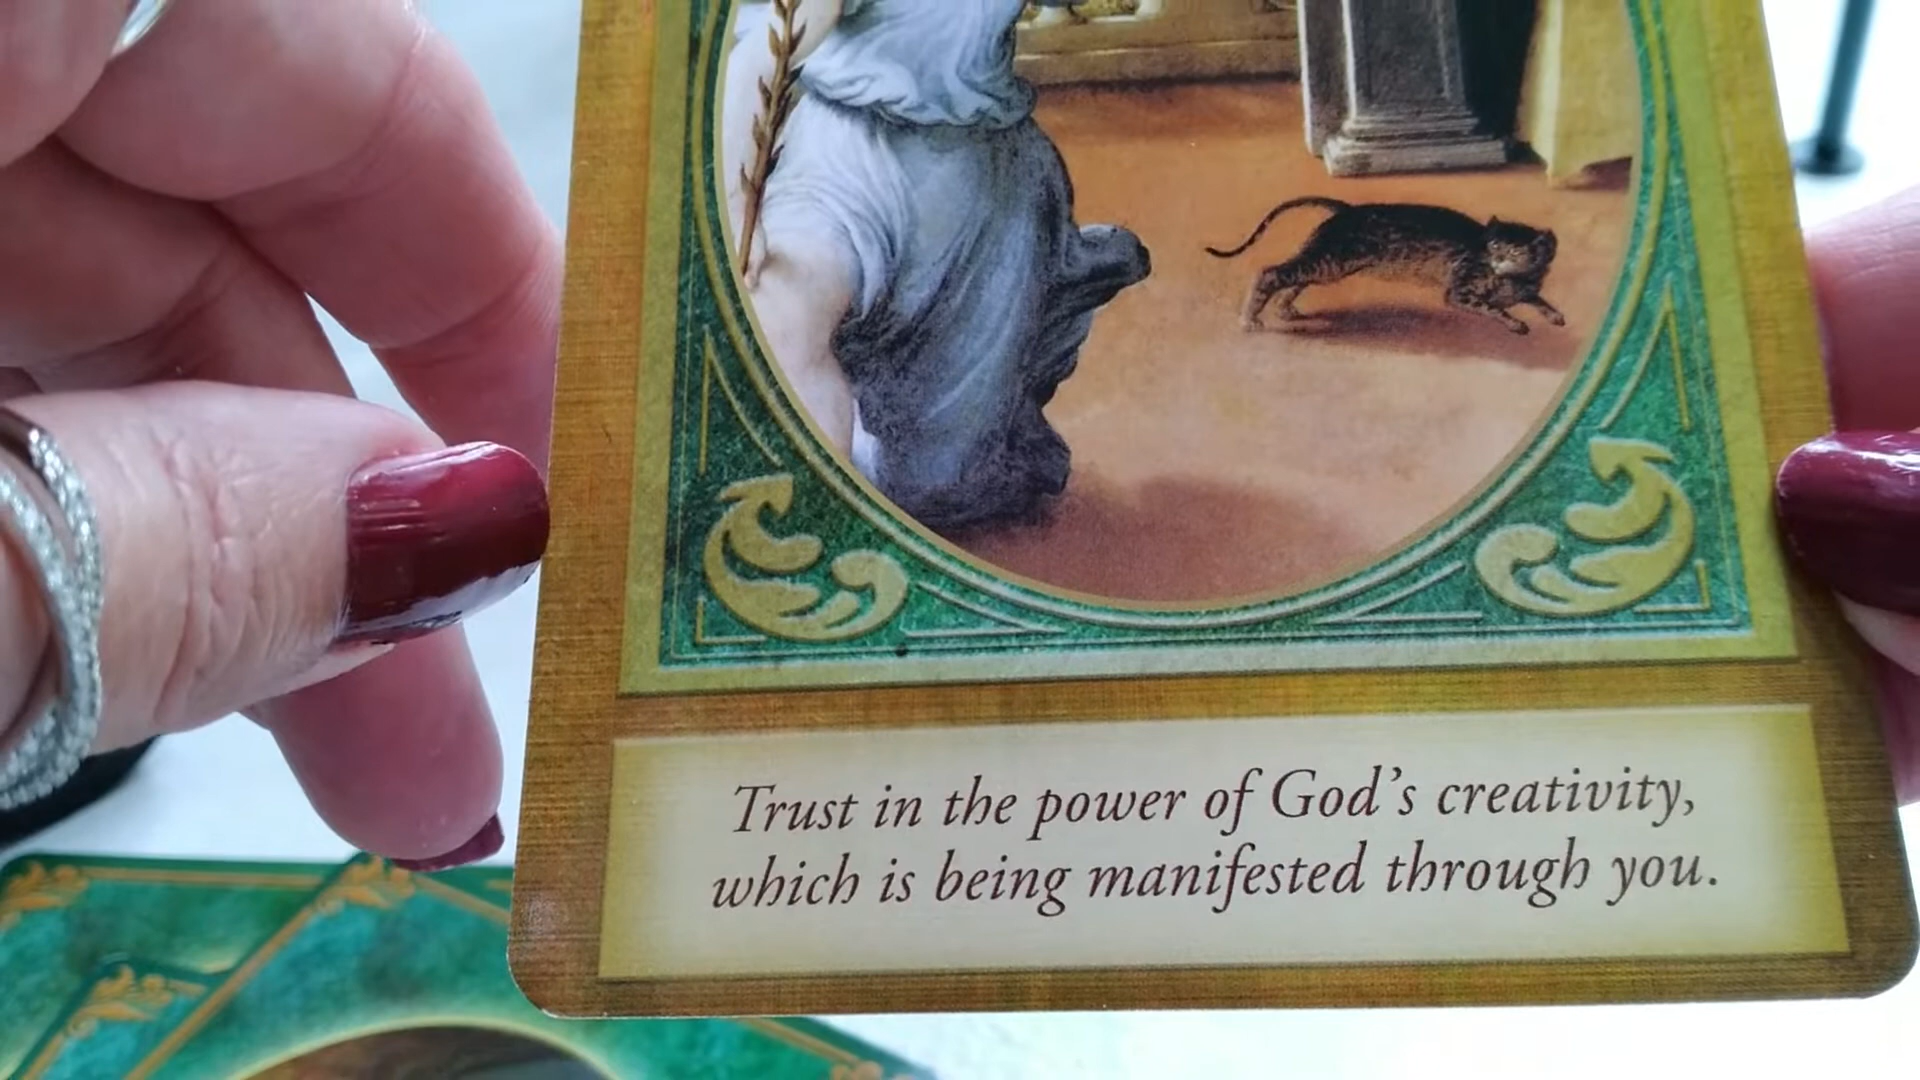 Trust in the power of God's creativity,
which is being manifested through you.